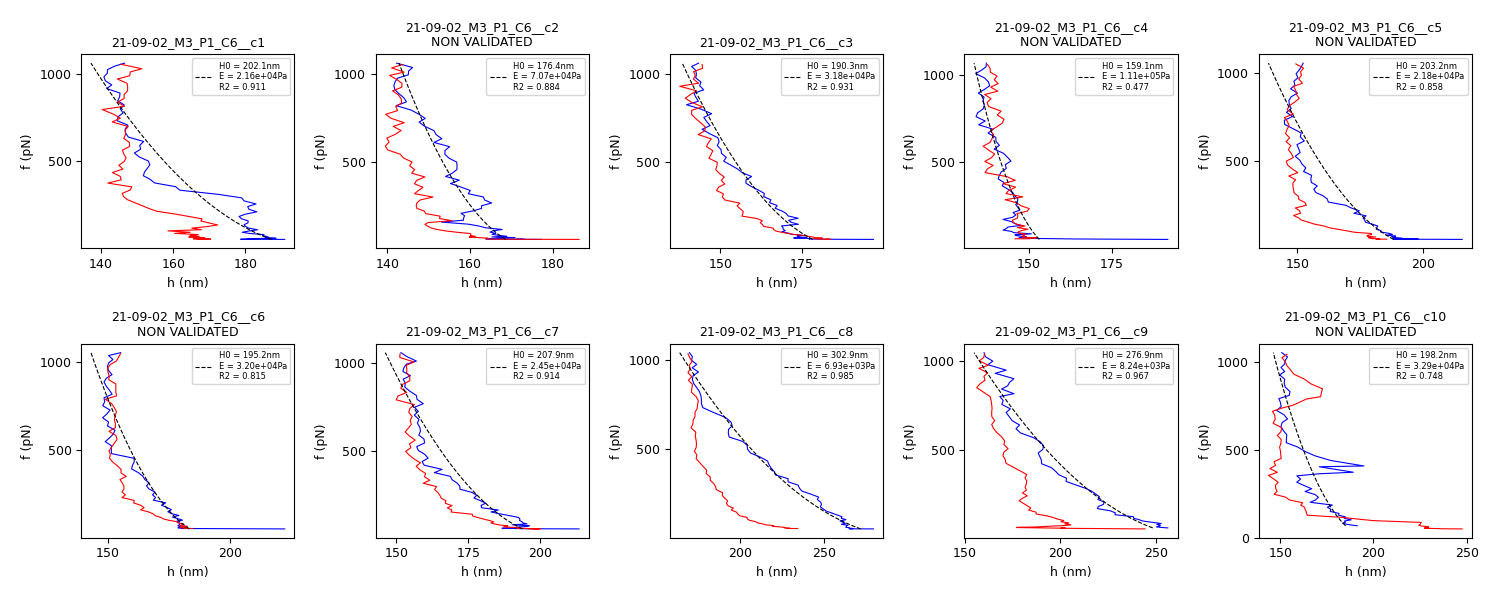 21-09-02_M3_P1_C6__c1
H0 = 202.1nm
E = 2.16e+04Pa
R2 = 0.911
1000
500
f (pN)
140 160 180
h (nm)
21-09-02_M3_P1_C6__c2
NON VALIDATED
H0 = 176.4nm
E = 7.07e+04Pa
R2 = 0.884
1000
500
f (pN)
140 160 180
h (nm)
21-09-02_M3_P1_C6__c3
H0 = 190.3nm
E = 3.18e+04Pa
R2 = 0.931
1000
500
f (pN)
150 175
h (nm)
21-09-02_M3_P1_C6__c4
NON VALIDATED
H0 = 159.1nm
E = 1.11e+05Pa
R2 = 0.477
1000
500
f (pN)
150 175
h (nm)
21-09-02_M3_P1_C6__c5
NON VALIDATED
H0 = 203.2nm
E = 2.18e+04Pa
R2 = 0.858
1000
500
f (pN)
150 200
h (nm)
21-09-02_M3_P1_C6__c6
NON VALIDATED
H0 = 195.2nm
E = 3.20e+04Pa
R2 = 0.815
1000
500
f (pN)
150 200
h (nm)
21-09-02_M3_P1_C6__c7
H0 = 207.9nm
E = 2.45e+04Pa
R2 = 0.914
1000
500
f (pN)
150 175 200
h (nm)
21-09-02_M3_P1_C6__c8
H0 = 302.9nm
E = 6.93e+03Pa
R2 = 0.985
1000
500
f (pN)
200 250
h (nm)
21-09-02_M3_P1_C6__c9
H0 = 276.9nm
E = 8.24e+03Pa
R2 = 0.967
1000
500
f (pN)
150 200 250
h (nm)
21-09-02_M3_P1_C6__c10
NON VALIDATED
H0 = 198.2nm
E = 3.29e+04Pa
R2 = 0.748
1000
500
0
f (pN)
150 200 250
h (nm)